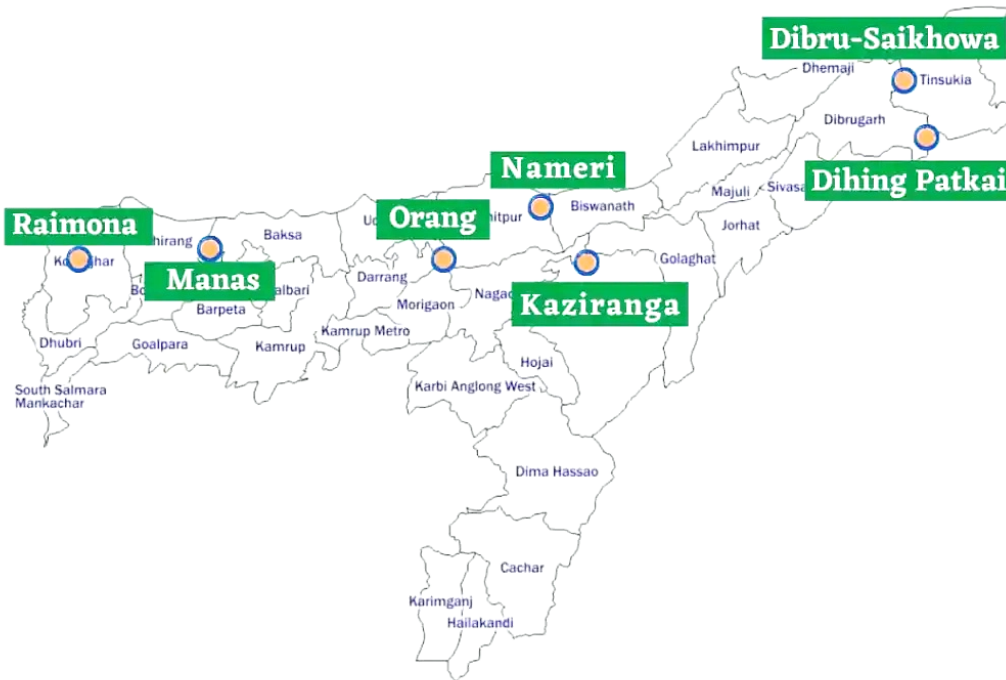 Dibru-Saikhowa
Dhemaji
Tinsukia
Dibrugarh
Lakhimpur
Nameri
Dihing Patkai
Majuli
Biswanath
Orang
Raimona
Jorhat
Baksa
Golaghat
Manas
Darrang
Kaziranga
Morigaon
Barpeta
Kamrup Metro
Dhubri
Goalpara
Kamrup
Hojai
South Salmara
Mankachar
Karbi Anglong West
Dima Hassao
Cachar
Karimganj
Hailakandi